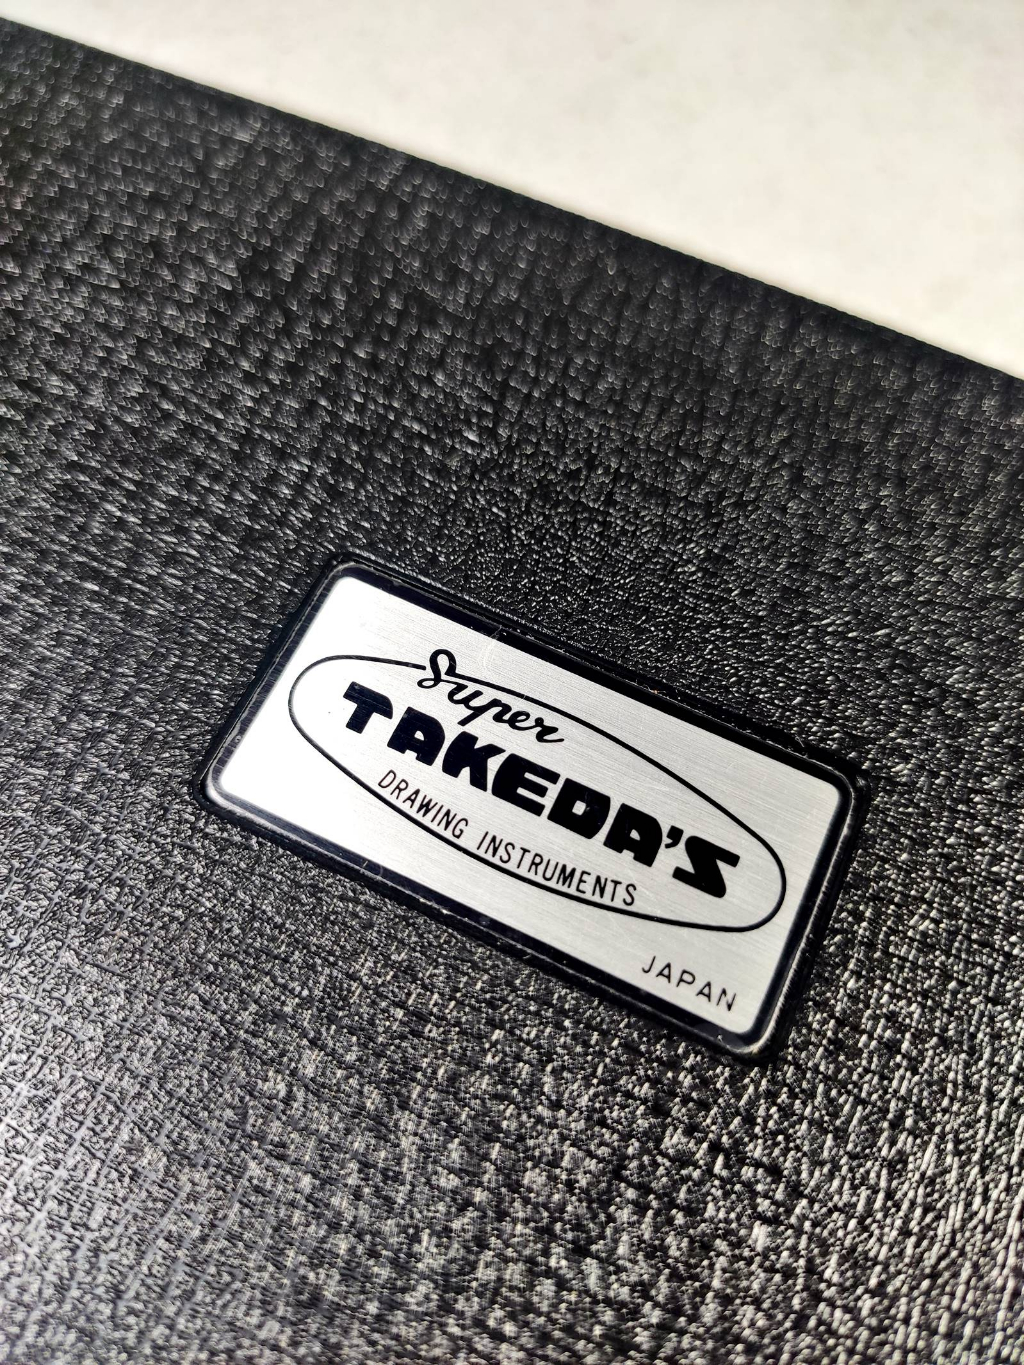 Super
TAKEDA'S
DRAWING INSTRUMENTS
JAPAN